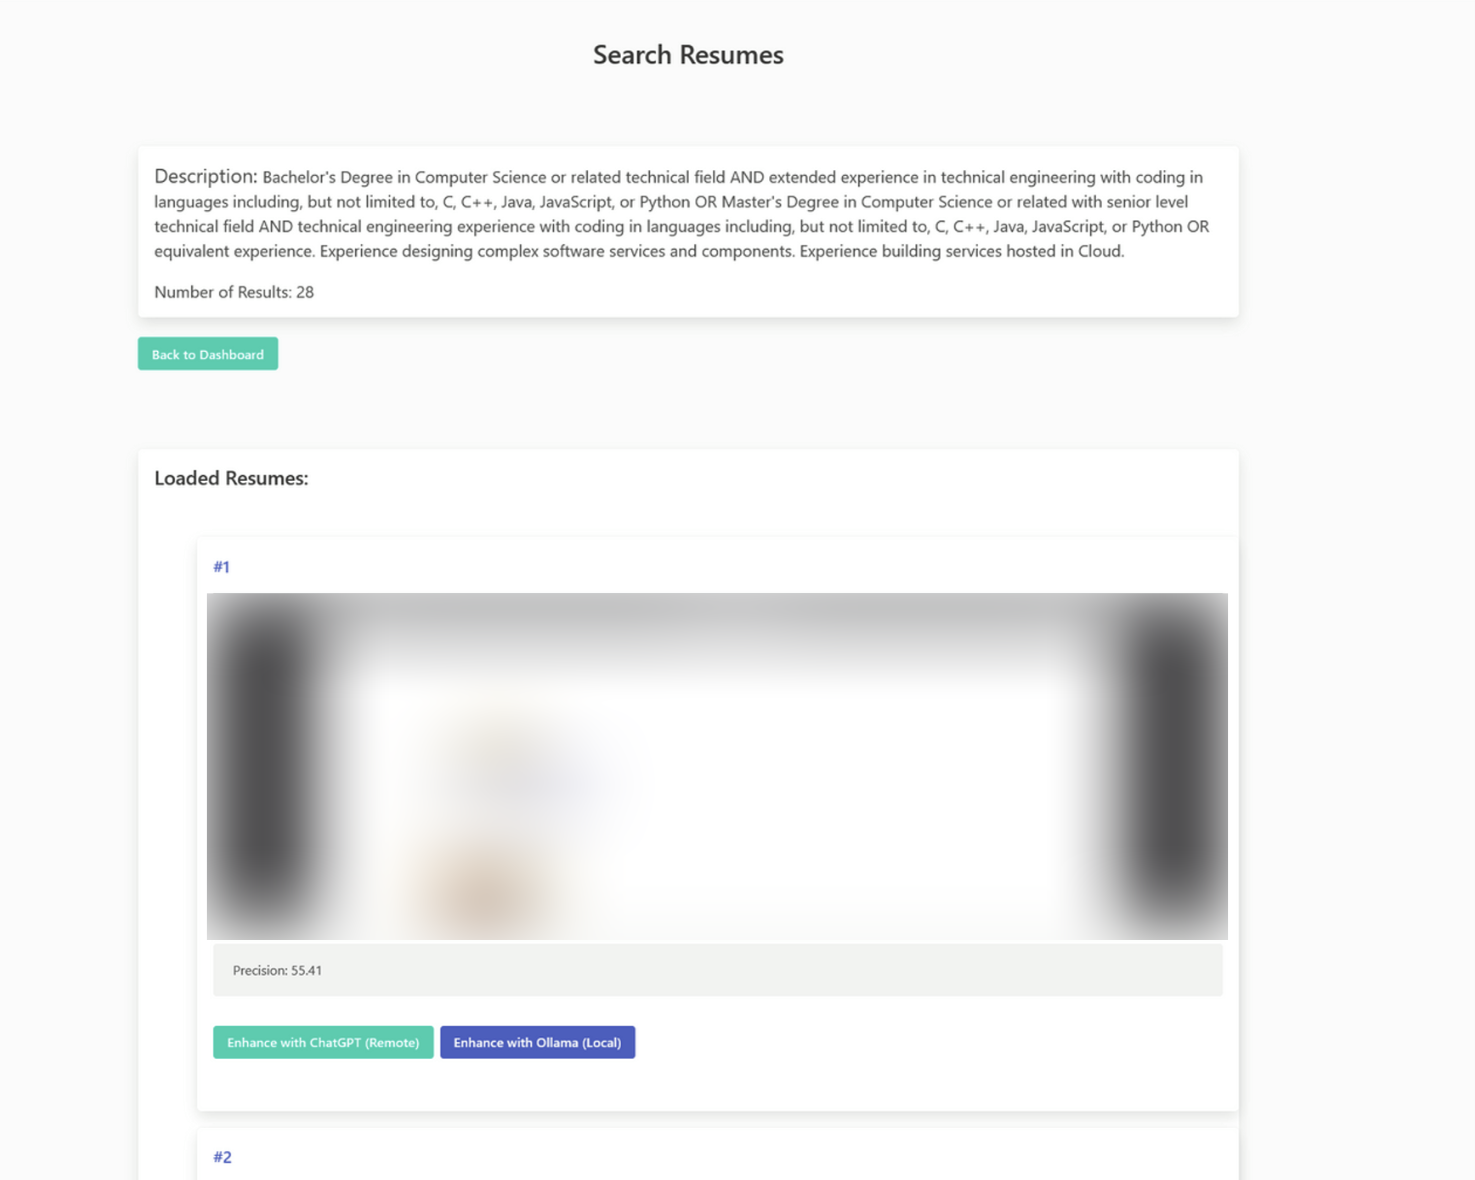 Search Resumes
Description: Bachelor's Degree in Computer Science or related technical field AND extended experience in technical engineering with coding in
languages including, but not limited to, C, C++, Java, JavaScript, or Python OR Master's Degree in Computer Science or related with senior level
technical field AND technical engineering experience with coding in languages including, but not limited to, C, C++, Java, JavaScript, or Python OR
equivalent experience. Experience designing complex software services and components. Experience building services hosted in Cloud.
Number of Results: 28
Back to Dashboard
Loaded Resumes:
#1
Precision: 55.41
Enhance with ChatGPT (Remote)
Enhance with Ollama (Local)
#2